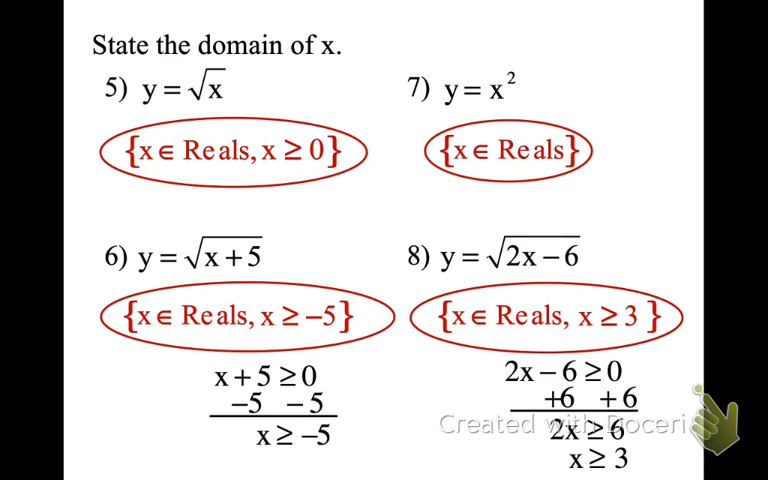 State the domain of x.
5) y = √x
{x ∈ Reals, x ≥ 0}
6) y = √x + 5
{x ∈ Reals, x ≥ −5}
x + 5 ≥ 0
−5 − 5
x ≥ −5
7) y = x²
{x ∈ Reals}
8) y = √2x − 6
{x ∈ Reals, x ≥ 3 }
2x − 6 ≥ 0
+6 + 6
2x ≥ 6
x ≥ 3
Created with Doceri